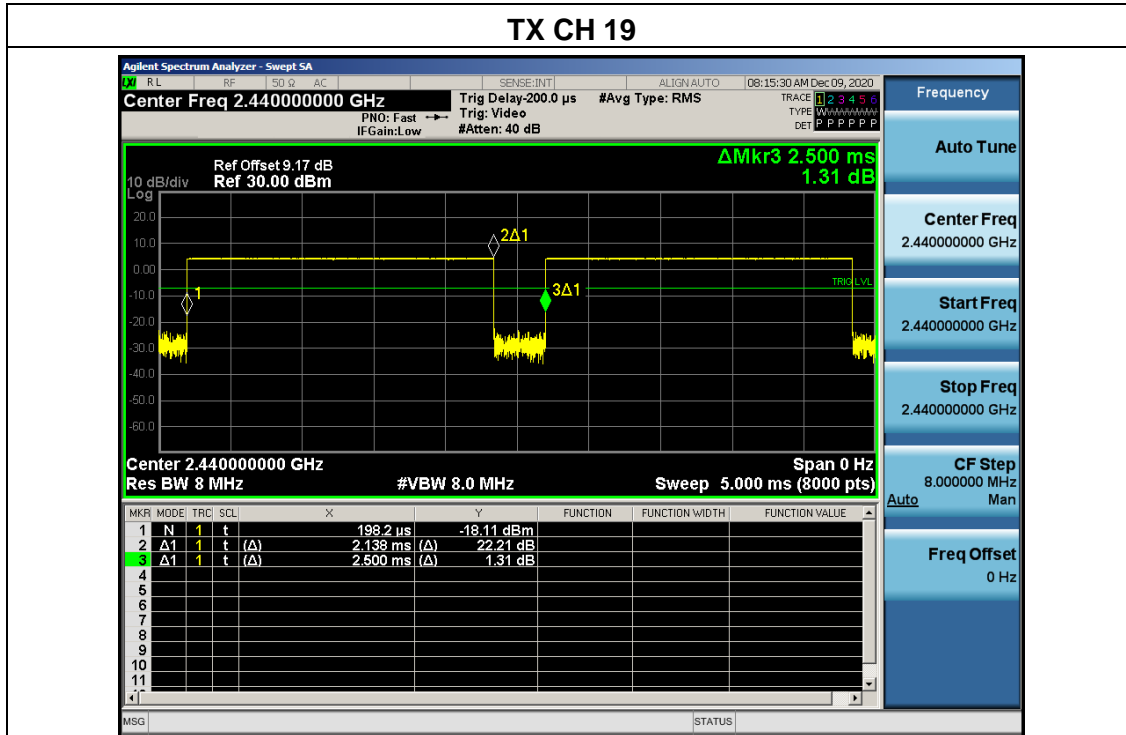 TX CH 19
Agilent Spectrum Analyzer - Swept SA
LXI RL RF 50 Ω AC SENSE:INT ALIGN AUTO 08:15:30 AM Dec 09, 2020
Center Freq 2.440000000 GHz
PNO: Fast
IFGain:Low
Trig Delay-200.0 µs
Trig: Video
#Atten: 40 dB
#Avg Type: RMS
TRACE 1 2 3 4 5 6
TYPE WWWWWW
DET P P P P P P
Frequency
Auto Tune
Center Freq
2.440000000 GHz
Start Freq
2.440000000 GHz
Stop Freq
2.440000000 GHz
CF Step
8.000000 MHz
Auto Man
Freq Offset
0 Hz
ΔMkr3 2.500 ms
1.31 dB
Ref Offset 9.17 dB
10 dB/div Ref 30.00 dBm
Log
20.0
10.0
0.00
-10.0
-20.0
-30.0
-40.0
-50.0
-60.0
1
2Δ1
3Δ1
TRIG LVL
Center 2.440000000 GHz Span 0 Hz
Res BW 8 MHz #VBW 8.0 MHz Sweep 5.000 ms (8000 pts)
MKR MODE TRC SCL X Y FUNCTION FUNCTION WIDTH FUNCTION VALUE
1 N 1 t 198.2 µs -18.11 dBm
2 Δ1 1 t (Δ) 2.138 ms (Δ) 22.21 dB
3 Δ1 1 t (Δ) 2.500 ms (Δ) 1.31 dB
4
5
6
7
8
9
10
11
MSG STATUS